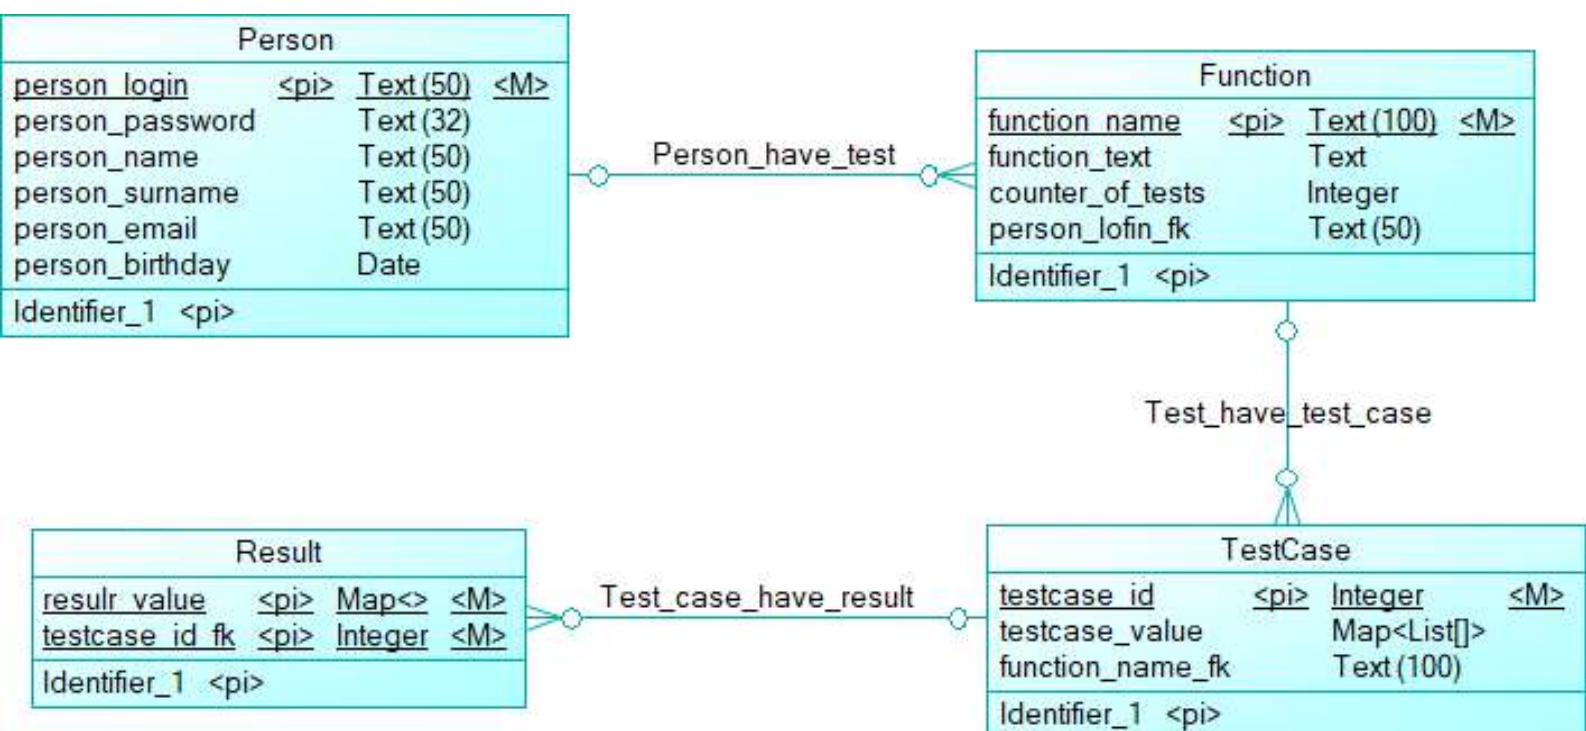 Person
person_login <pi> Text(50) <M>
person_password Text(32)
person_name Text(50)
person_surname Text(50)
person_email Text(50)
person_birthday Date
Identifier_1 <pi>
Person_have_test
Function
function_name <pi> Text(100) <M>
function_text Text
counter_of_tests Integer
person_lofin_fk Text(50)
Identifier_1 <pi>
Test_have_test_case
Result
resulr_value <pi> Map<> <M>
testcase_id_fk <pi> Integer <M>
Identifier_1 <pi>
Test_case_have_result
TestCase
testcase_id <pi> Integer <M>
testcase_value Map<List[]>
function_name_fk Text(100)
Identifier_1 <pi>